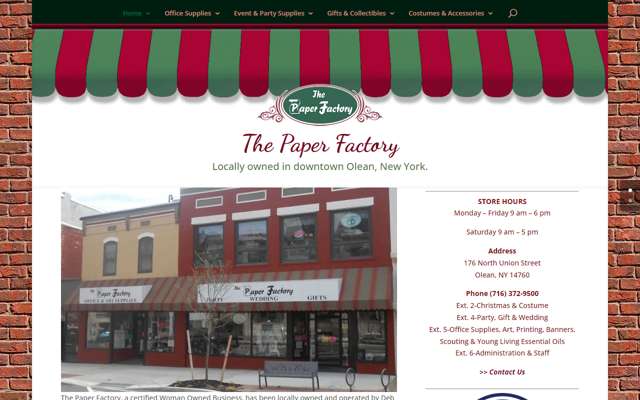 Home
Office Supplies
Event & Party Supplies
Gifts & Collectibles
Costumes & Accessories
The
Paper Factory
The Paper Factory
Locally owned in downtown Olean, New York.
The Paper Factory
OFFICE & ART SUPPLIES
The Paper Factory
PARTY WEDDING GIFTS
STORE HOURS
Monday – Friday 9 am – 6 pm
Saturday 9 am – 5 pm
Address
176 North Union Street
Olean, NY 14760
Phone (716) 372-9500
Ext. 2-Christmas & Costume
Ext. 4-Party, Gift & Wedding
Ext. 5-Office Supplies, Art, Printing, Banners.
Scouting & Young Living Essential Oils
Ext. 6-Administration & Staff
>> Contact Us
The Paper Factory, a certified Woman Owned Business, has been locally owned and operated by Deb